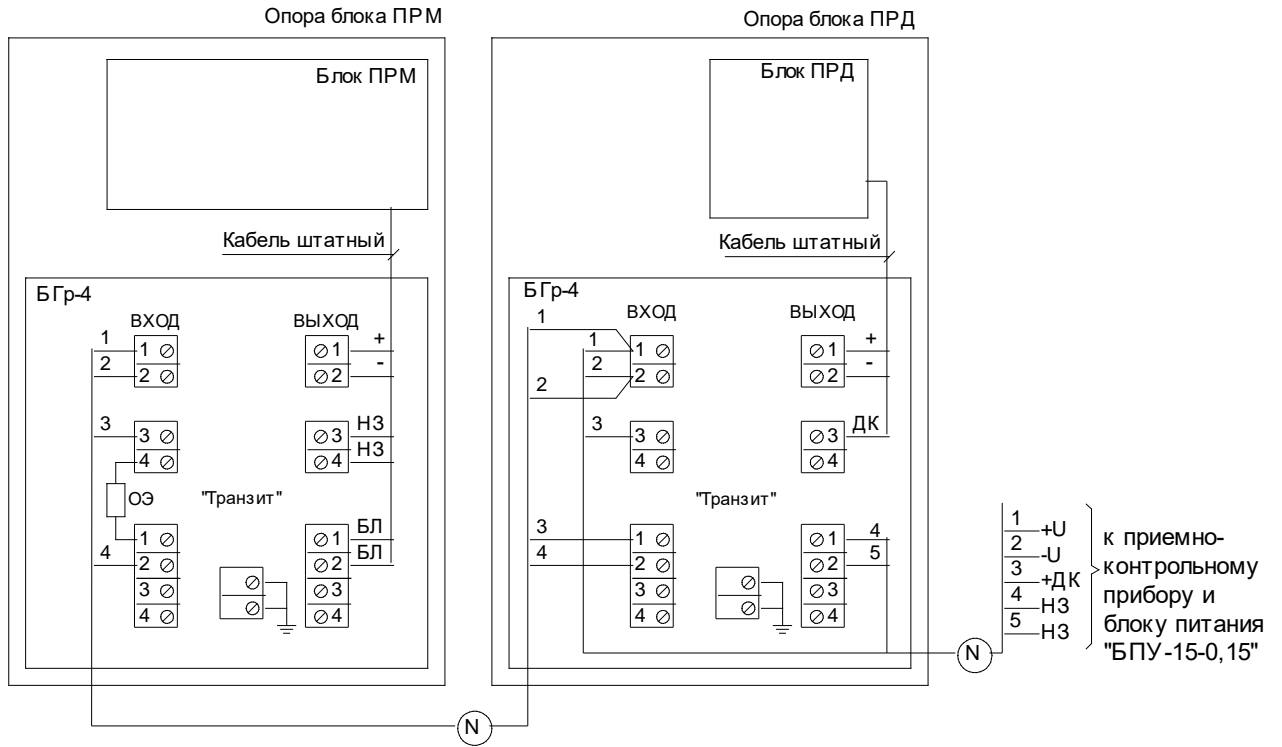 Опора блока ПРМ
Блок ПРМ
Кабель штатный
БГр-4
ВХОД
ВЫХОД
1
1
1
+
2
2
2
-
3
3
3
НЗ
4
4
НЗ
ОЭ
"Транзит"
1
1
БЛ
4
2
2
БЛ
3
3
4
4
Опора блока ПРД
Блок ПРД
Кабель штатный
БГр-4
ВХОД
ВЫХОД
1
1
1
1
+
2
2
2
-
2
3
3
3
ДК
4
4
"Транзит"
3
1
1
4
4
2
2
5
3
3
4
4
N
N
1
+U
2
-U
3
+ДК
4
НЗ
5
НЗ
к приемно-
контрольному
прибору и
блоку питания
"БПУ-15-0,15"